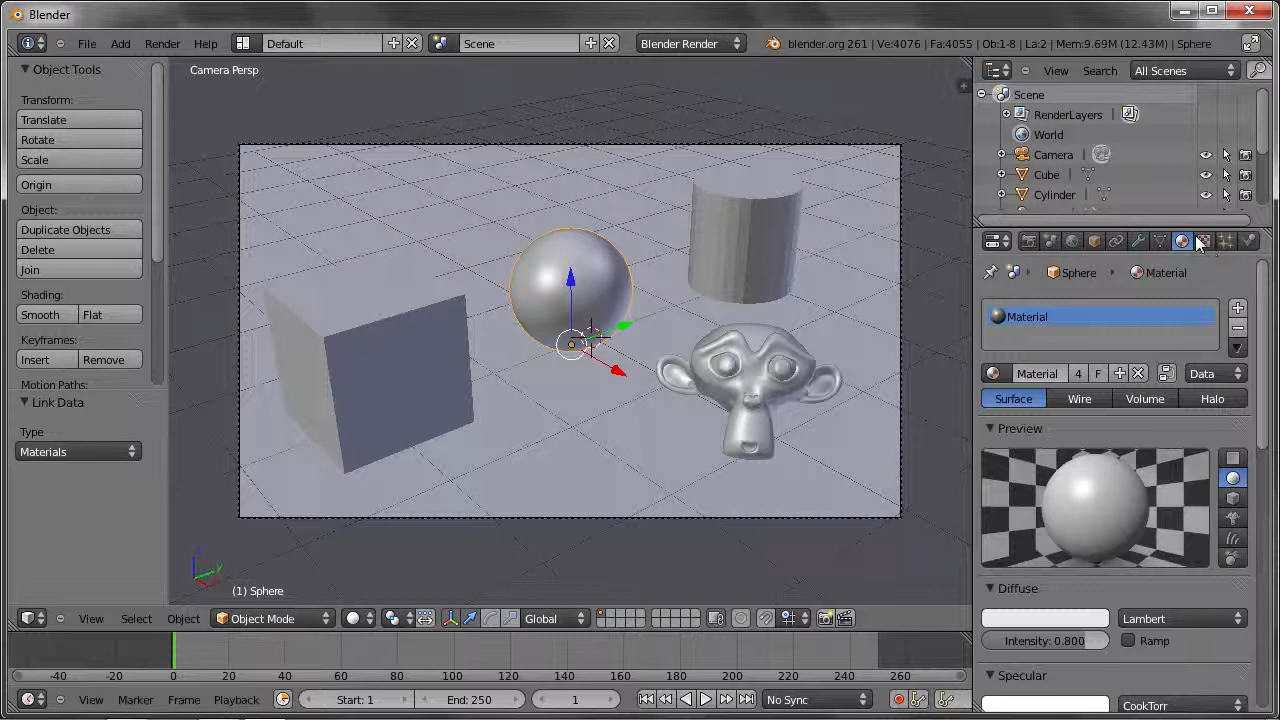 Blender
File Add Render Help Default Scene Blender Render blender.org 261 | Ve:4076 | Fa:4055 | Ob:1-8 | La:2 | Mem:9.69M (12.43M) | Sphere
Object Tools
Transform:
Translate
Rotate
Scale
Origin
Object:
Duplicate Objects
Delete
Join
Shading:
Smooth Flat
Keyframes:
Insert Remove
Motion Paths:
Link Data
Type
Materials
Camera Persp
(1) Sphere
View Search All Scenes
Scene
RenderLayers |
World
Camera |
Cube |
Cylinder |
Sphere Material
Material
Material 4 F Data
Surface Wire Volume Halo
Preview
Diffuse
Lambert
Intensity: 0.800 Ramp
Specular
CookTorr
View Select Object Object Mode Global
-40 -20 0 20 40 60 80 100 120 140 160 180 200 220 240 260
View Marker Frame Playback Start: 1 End: 250 1 No Sync